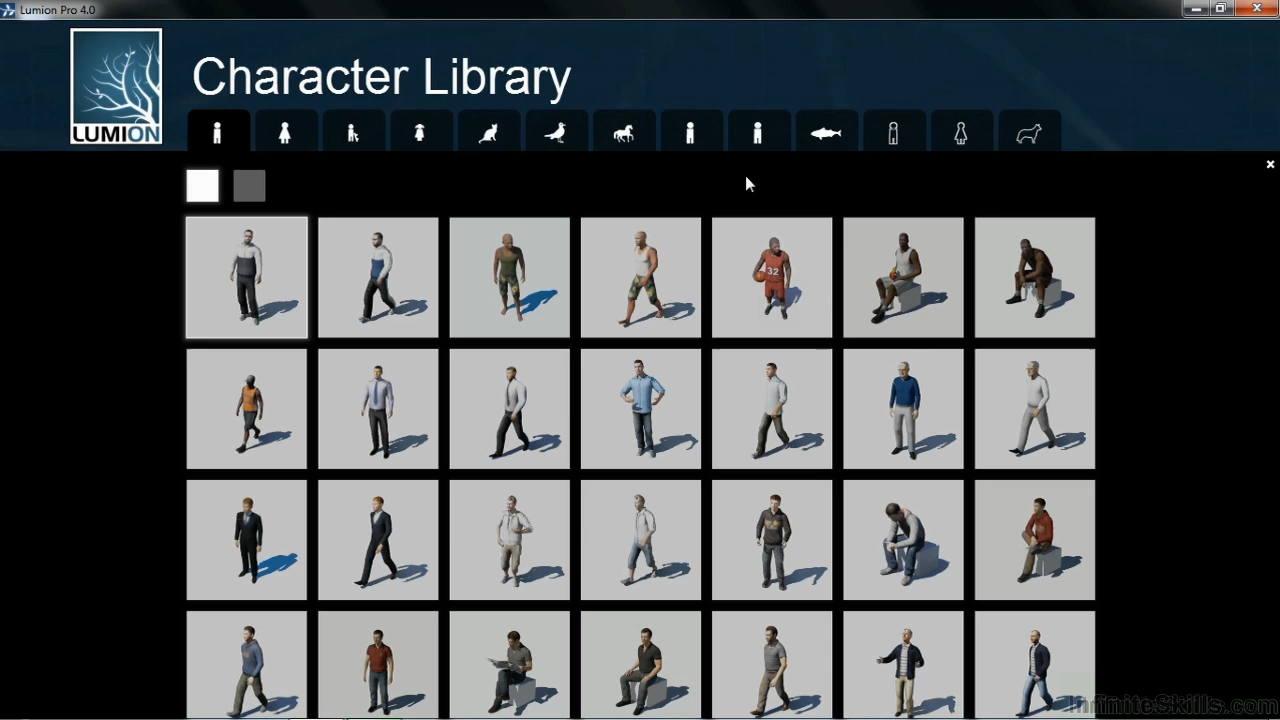 Lumion Pro 4.0
LUMION
Character Library
32
InfiniteSkills.com